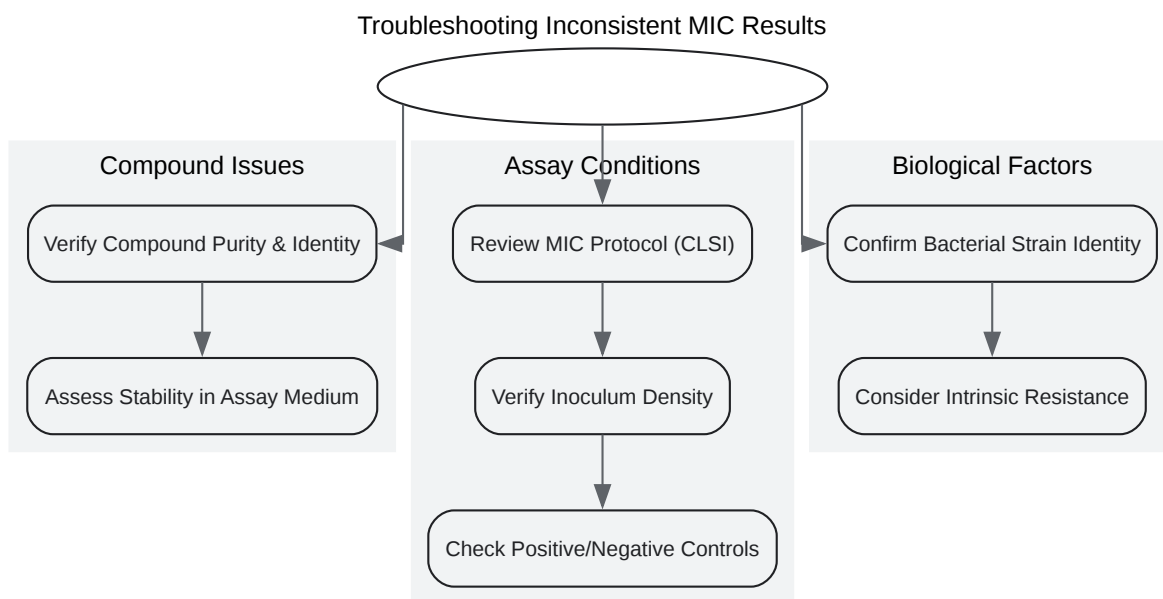 Troubleshooting Inconsistent MIC Results
Compound Issues
Verify Compound Purity & Identity
Assess Stability in Assay Medium
Assay Conditions
Review MIC Protocol (CLSI)
Verify Inoculum Density
Check Positive/Negative Controls
Biological Factors
Confirm Bacterial Strain Identity
Consider Intrinsic Resistance